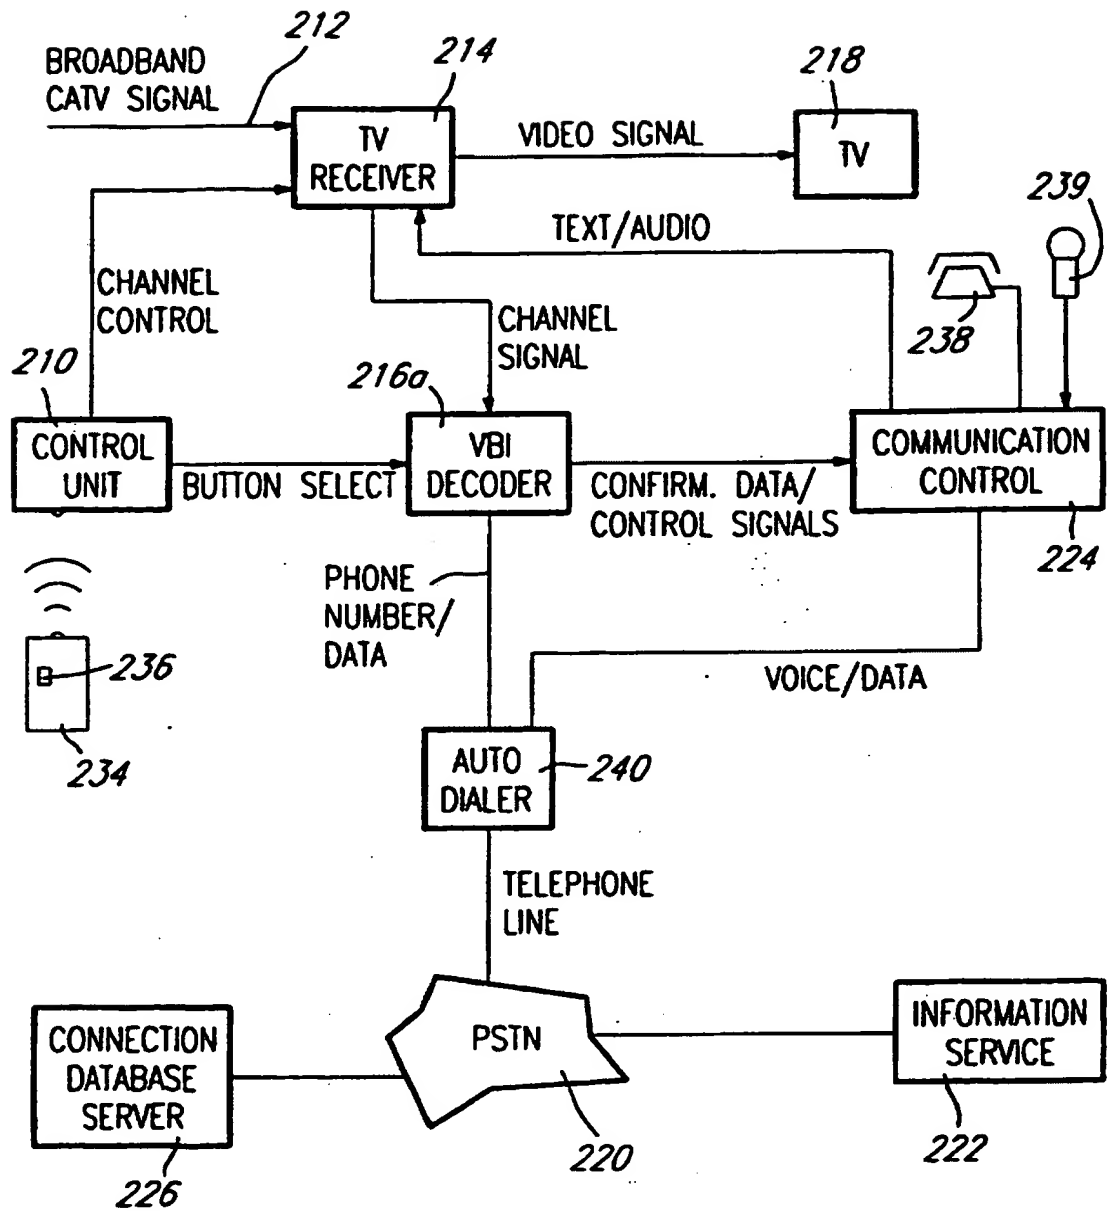 212
BROADBAND
CATV SIGNAL
214
TV
RECEIVER
VIDEO SIGNAL
218
TV
239
TEXT/AUDIO
238
CHANNEL
CONTROL
CHANNEL
SIGNAL
210
216a
CONTROL
UNIT
BUTTON SELECT
VBI
DECODER
CONFIRM. DATA/
CONTROL SIGNALS
COMMUNICATION
CONTROL
224
PHONE
NUMBER/
DATA
236
234
VOICE/DATA
AUTO
DIALER
240
TELEPHONE
LINE
CONNECTION
DATABASE
SERVER
226
PSTN
220
INFORMATION
SERVICE
222